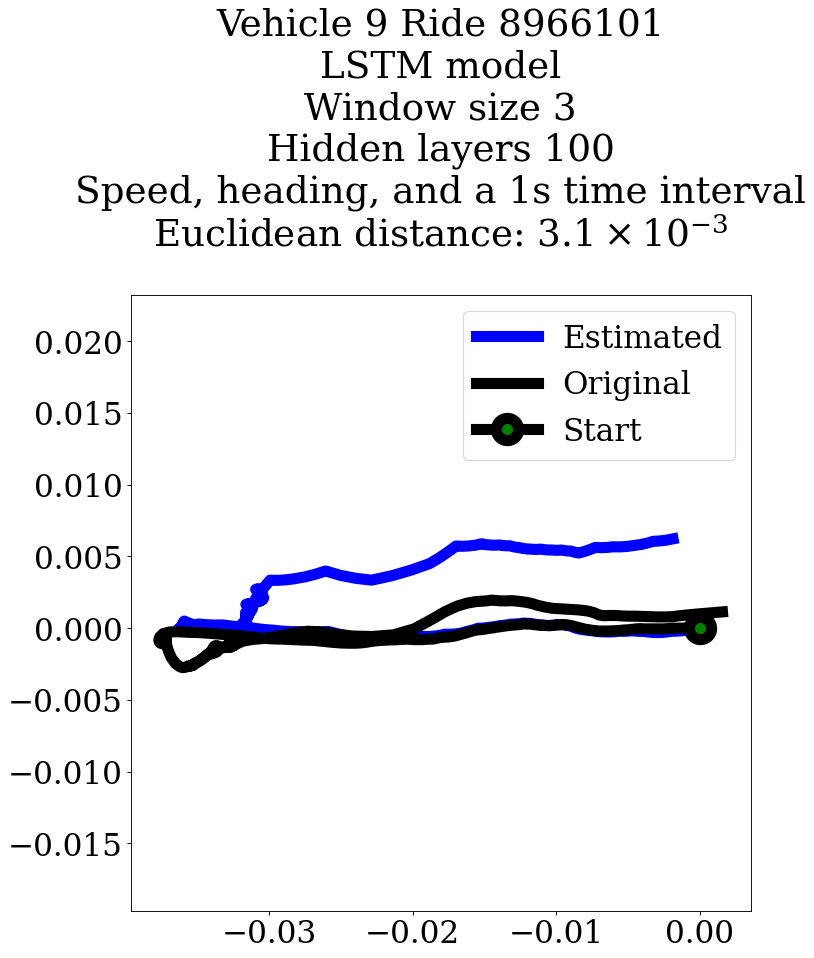 Vehicle 9 Ride 8966101
LSTM model
Window size 3
Hidden layers 100
Speed, heading, and a 1s time interval
Euclidean distance: 3.1 × 10⁻³
Estimated
Original
Start
0.020
0.015
0.010
0.005
0.000
−0.005
−0.010
−0.015
−0.03 −0.02 −0.01 0.00